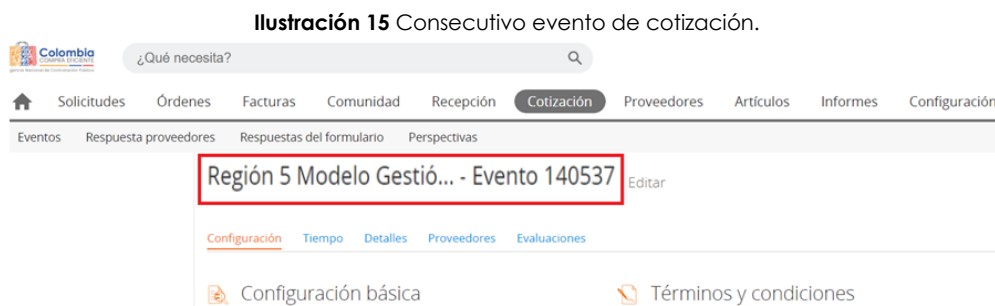 Ilustración 15 Consecutivo evento de cotización.
Colombia
COMPRA EFICIENTE
¿Qué necesita?
Solicitudes Órdenes Facturas Comunidad Recepción Cotización Proveedores Artículos Informes Configuración
Eventos Respuesta proveedores Respuestas del formulario Perspectivas
Región 5 Modelo Gestió... - Evento 140537 Editar
Configuración Tiempo Detalles Proveedores Evaluaciones
Configuración básica Términos y condiciones